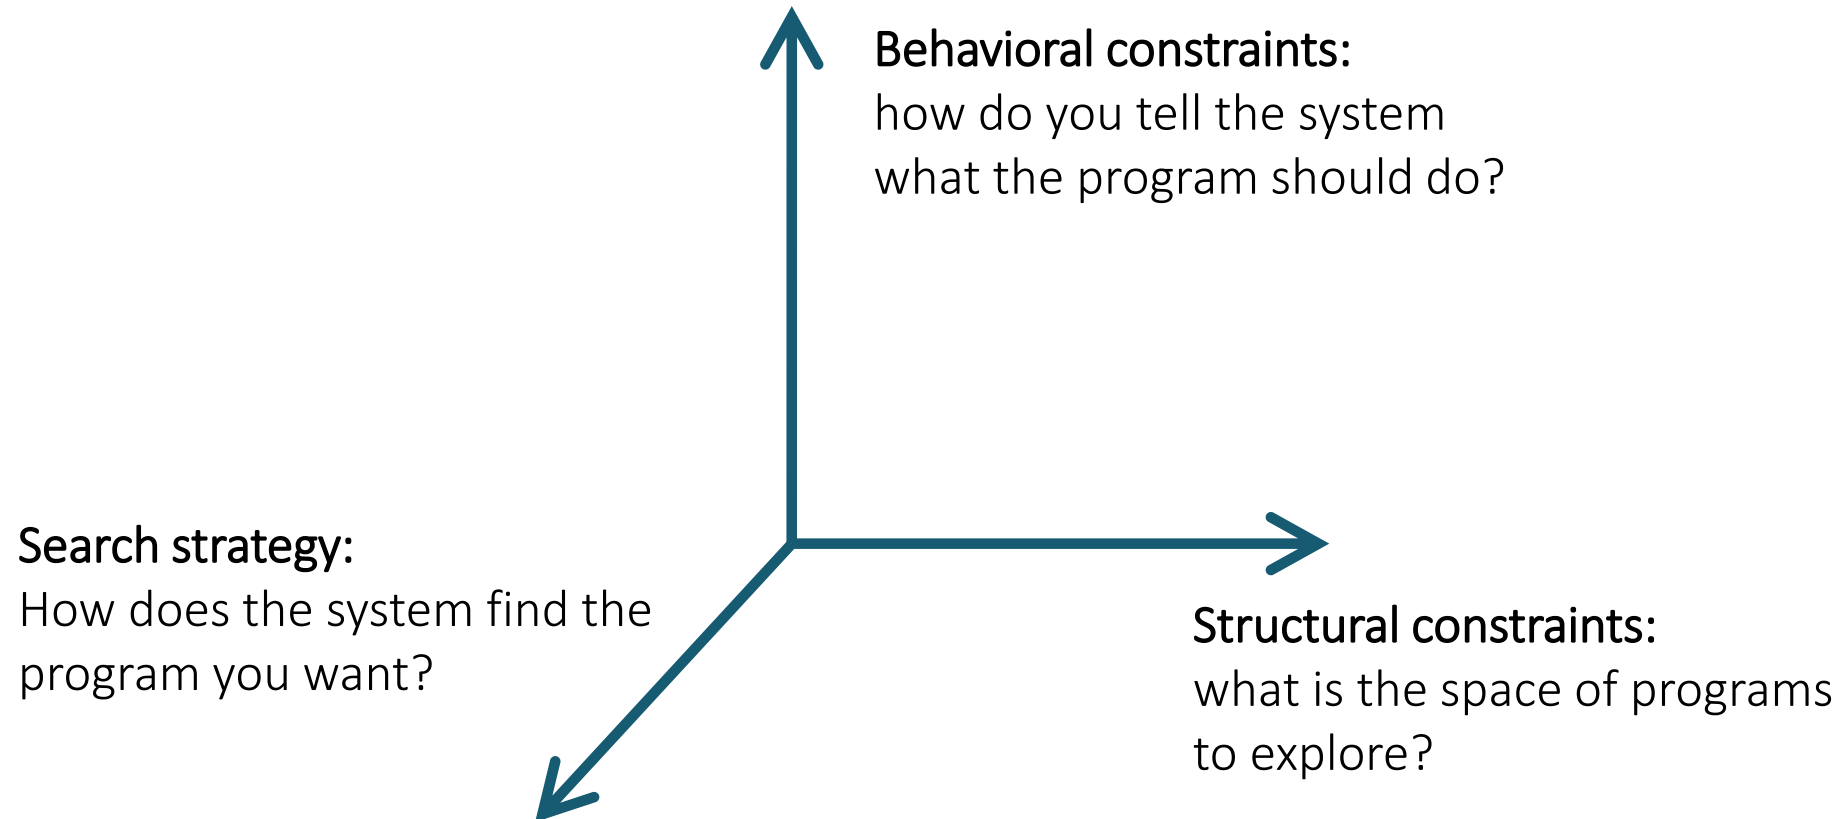 Behavioral constraints:
how do you tell the system
what the program should do?
Search strategy:
How does the system find the
program you want?
Structural constraints:
what is the space of programs
to explore?